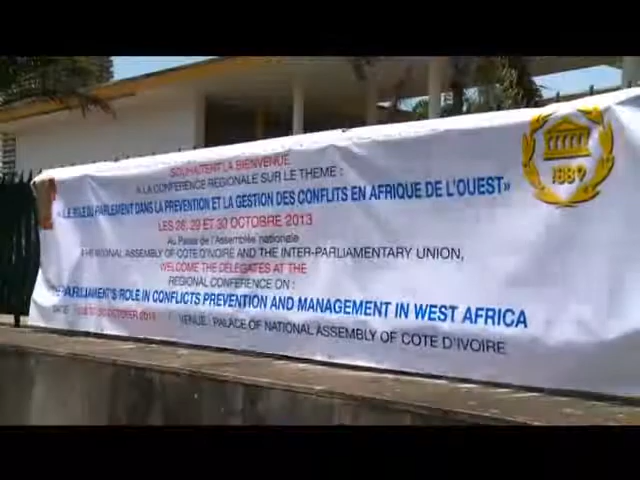 SOUHAITENT LA BIENVENUE
A LA CONFERENCE REGIONALE SUR LE THEME :
« LE ROLE DU PARLEMENT DANS LA PREVENTION ET LA GESTION DES CONFLITS EN AFRIQUE DE L'OUEST»
LES 28, 29 ET 30 OCTOBRE 2013
Au Palais de l'Assemblée nationale
THE NATIONAL ASSEMBLY OF COTE D'IVOIRE AND THE INTER-PARLIAMENTARY UNION,
WELCOME THE DELEGATES AT THE
REGIONAL CONFERENCE ON :
PARLIAMENT'S ROLE IN CONFLICTS PREVENTION AND MANAGEMENT IN WEST AFRICA
OCTOBER 2013 VENUE: PALACE OF NATIONAL ASSEMBLY OF COTE D'IVOIRE
1889